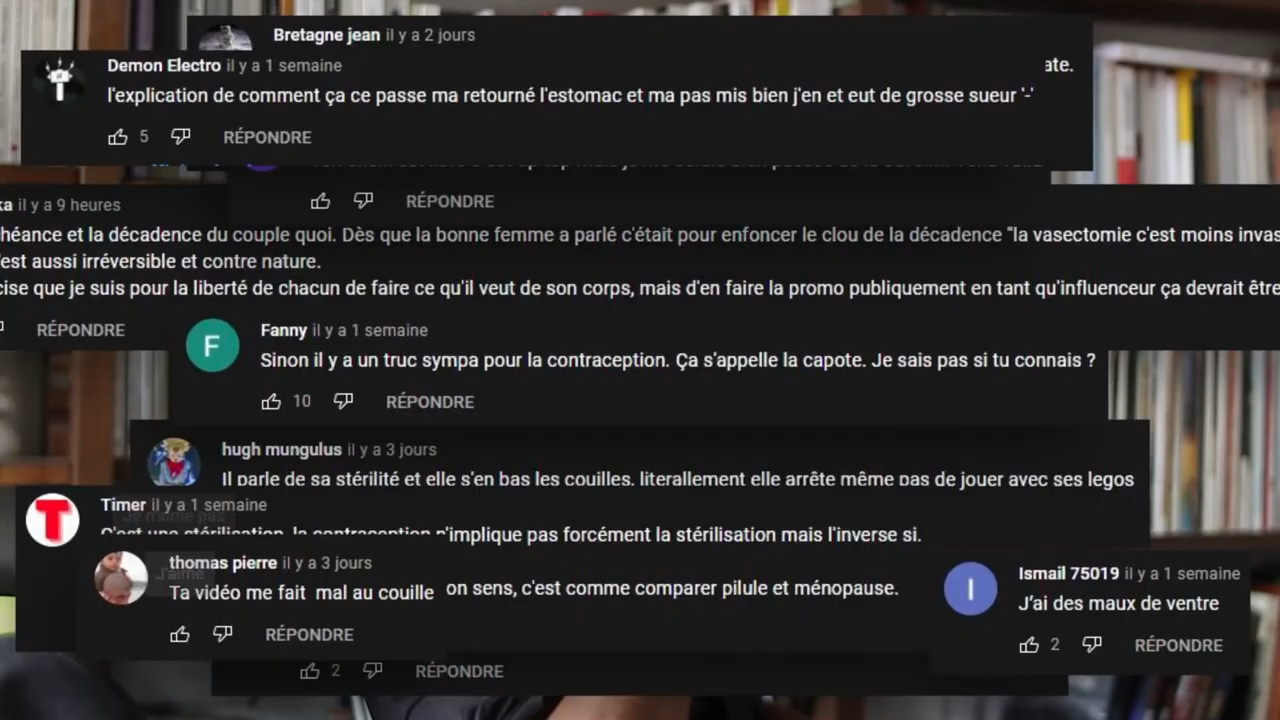 Bretagne jean il y a 2 jours
Demon Electro il y a 1 semaine
ate.
l'explication de comment ça ce passe ma retourné l'estomac et ma pas mis bien j'en et eut de grosse sueur '-'
5 RÉPONDRE
RÉPONDRE
ka il y a 9 heures
héance et la décadence du couple quoi. Dès que la bonne femme a parlé c'était pour enfoncer le clou de la décadence "la vasectomie c'est moins invas
est aussi irréversible et contre nature.
cise que je suis pour la liberté de chacun de faire ce qu'il veut de son corps, mais d'en faire la promo publiquement en tant qu'influenceur ça devrait être
RÉPONDRE
F
Fanny il y a 1 semaine
Sinon il y a un truc sympa pour la contraception. Ça s'appelle la capote. Je sais pas si tu connais ?
10 RÉPONDRE
hugh mungulus il y a 3 jours
Il parle de sa stérilité et elle s'en bas les couilles. literallement elle arrête même pas de jouer avec ses legos
T
Timer il y a 1 semaine
C'est une stérilisation, la contraception n'implique pas forcément la stérilisation mais l'inverse si.
thomas pierre il y a 3 jours
J'aime
Ta vidéo me fait mal au couille
on sens, c'est comme comparer pilule et ménopause.
RÉPONDRE
I
Ismail 75019 il y a 1 semaine
J'ai des maux de ventre
2 RÉPONDRE
2 RÉPONDRE